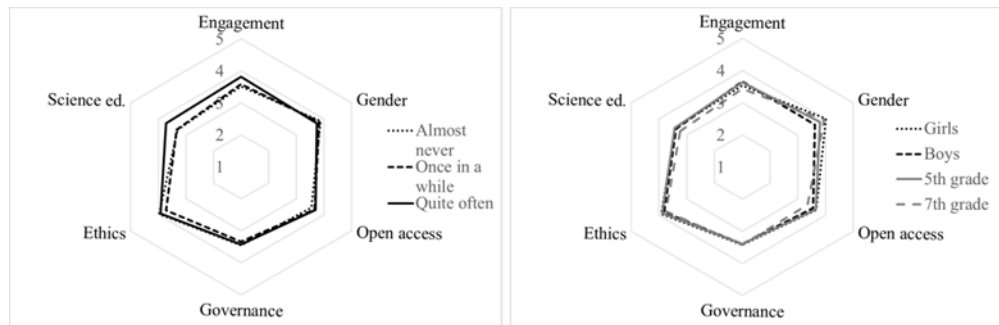 Engagement
5
4
3
2
1
Science ed.
Gender
Almost
never
Once in a
while
Quite often
Ethics
Open access
Governance
Engagement
5
4
3
2
1
Science ed.
Gender
Girls
Boys
5th grade
7th grade
Ethics
Open access
Governance